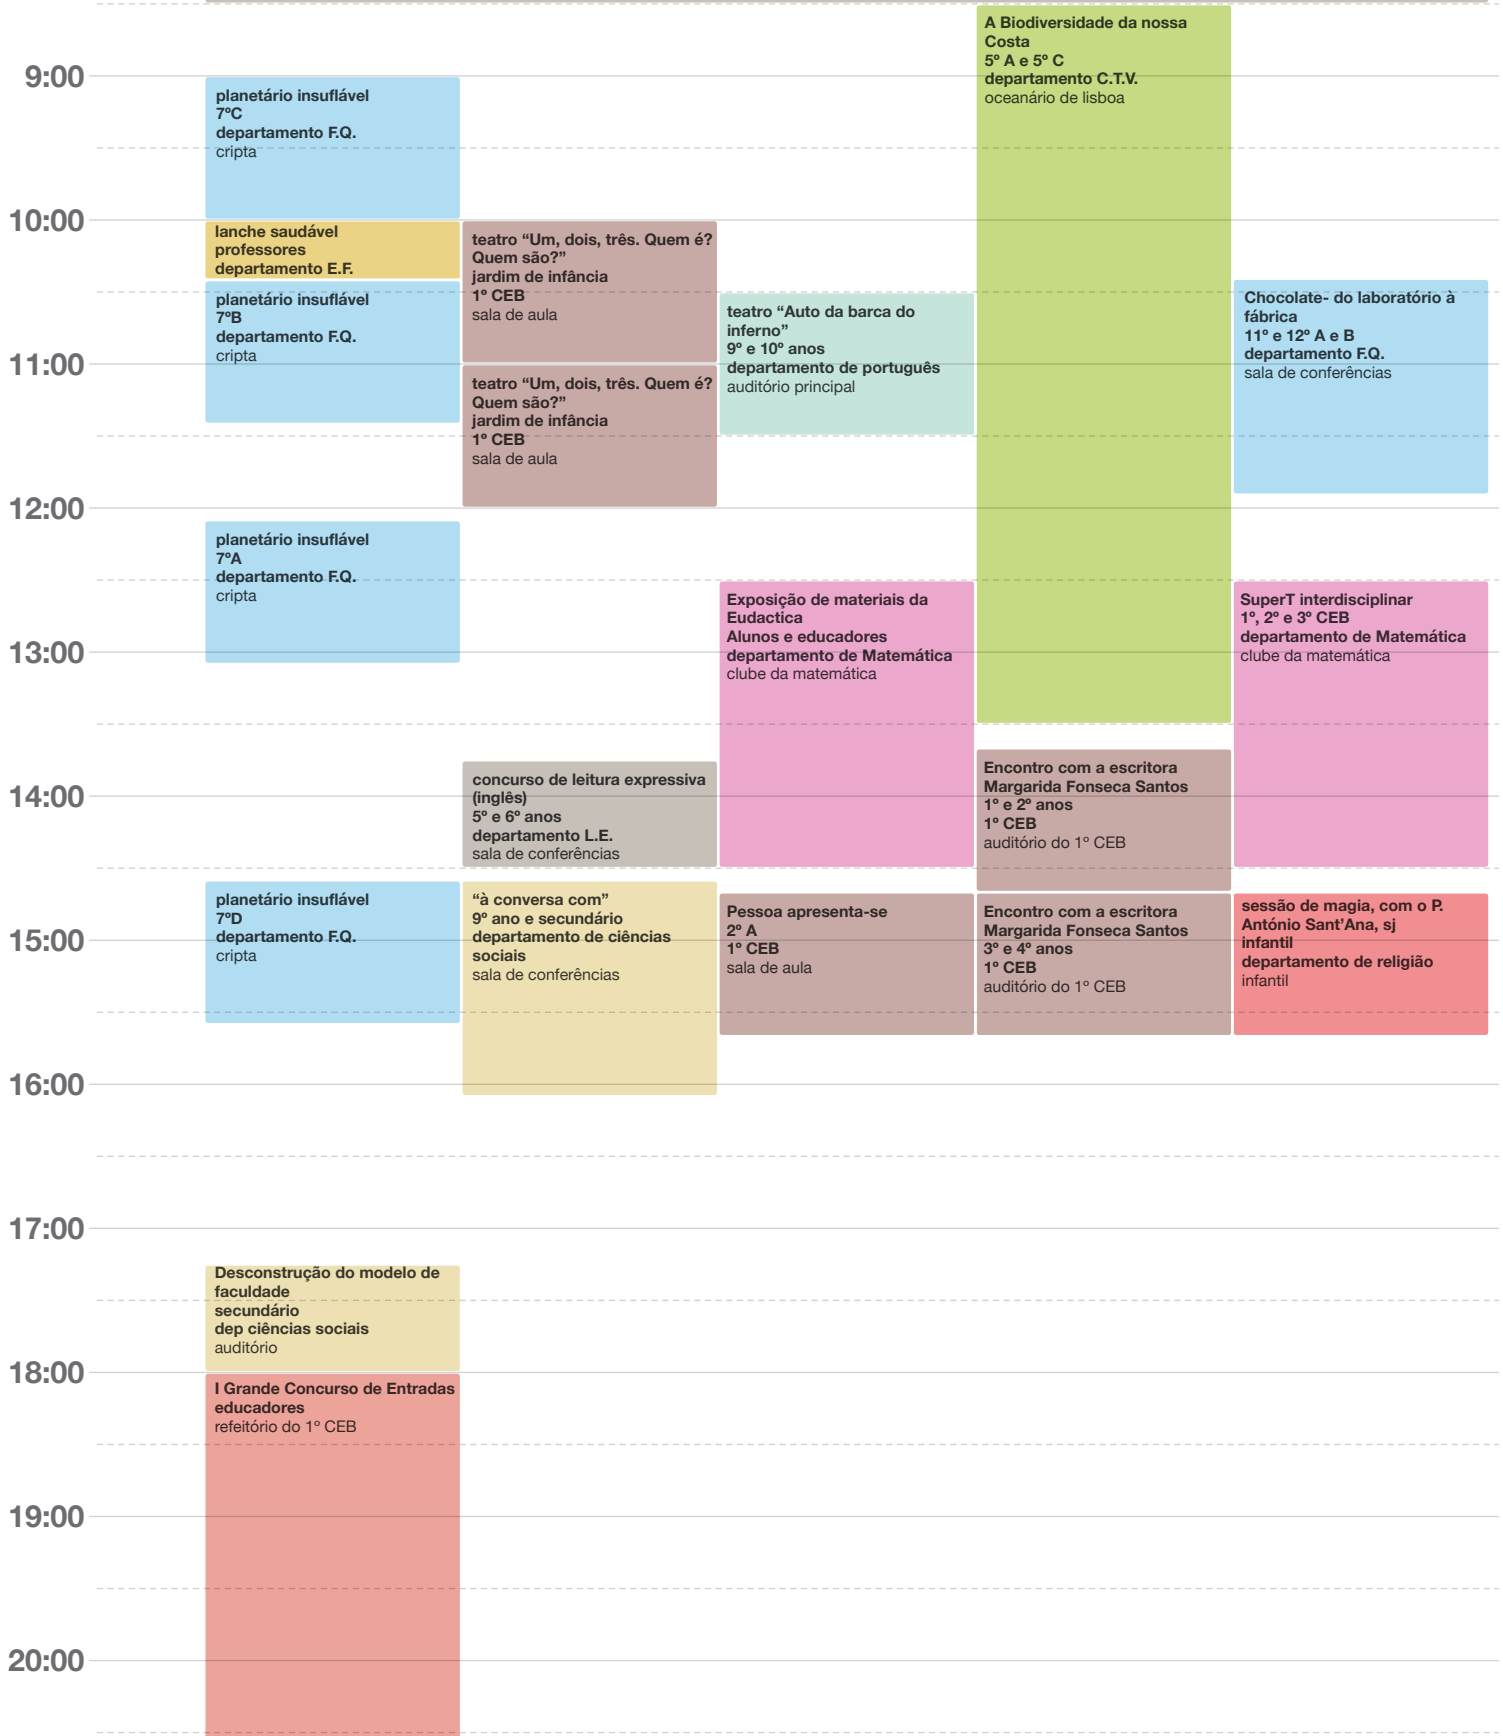 9:00
10:00
11:00
12:00
13:00
14:00
15:00
16:00
17:00
18:00
19:00
20:00
planetário insuflável
7ºC
departamento F.Q.
cripta
lanche saudável
professores
departamento E.F.
planetário insuflável
7ºB
departamento F.Q.
cripta
planetário insuflável
7ºA
departamento F.Q.
cripta
planetário insuflável
7ºD
departamento F.Q.
cripta
Desconstrução do modelo de
faculdade
secundário
dep ciências sociais
auditório
I Grande Concurso de Entradas
educadores
refeitório do 1º CEB
teatro “Um, dois, três. Quem é?
Quem são?”
jardim de infância
1º CEB
sala de aula
teatro “Um, dois, três. Quem é?
Quem são?”
jardim de infância
1º CEB
sala de aula
concurso de leitura expressiva
(inglês)
5º e 6º anos
departamento L.E.
sala de conferências
“à conversa com”
9º ano e secundário
departamento de ciências
sociais
sala de conferências
teatro “Auto da barca do
inferno”
9º e 10º anos
departamento de português
auditório principal
Exposição de materiais da
Eudactica
Alunos e educadores
departamento de Matemática
clube da matemática
Pessoa apresenta-se
2º A
1º CEB
sala de aula
A Biodiversidade da nossa
Costa
5º A e 5º C
departamento C.T.V.
oceanário de lisboa
Encontro com a escritora
Margarida Fonseca Santos
1º e 2º anos
1º CEB
auditório do 1º CEB
Encontro com a escritora
Margarida Fonseca Santos
3º e 4º anos
1º CEB
auditório do 1º CEB
Chocolate- do laboratório à
fábrica
11º e 12º A e B
departamento F.Q.
sala de conferências
SuperT interdisciplinar
1º, 2º e 3º CEB
departamento de Matemática
clube da matemática
sessão de magia, com o P.
António Sant’Ana, sj
infantil
departamento de religião
infantil